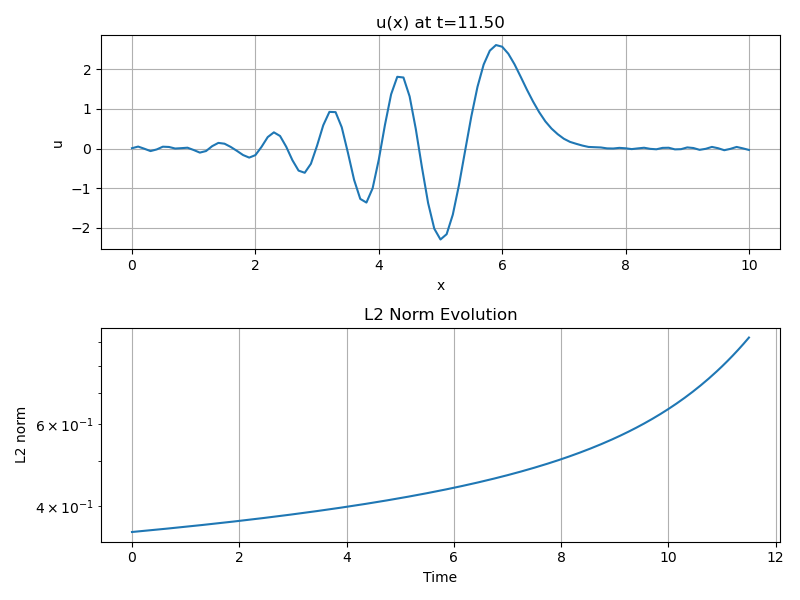 u(x) at t=11.50
u
2
1
0
−1
−2
0 2 4 6 8 10
x
L2 Norm Evolution
L2 norm
6 × 10⁻¹
4 × 10⁻¹
0 2 4 6 8 10 12
Time